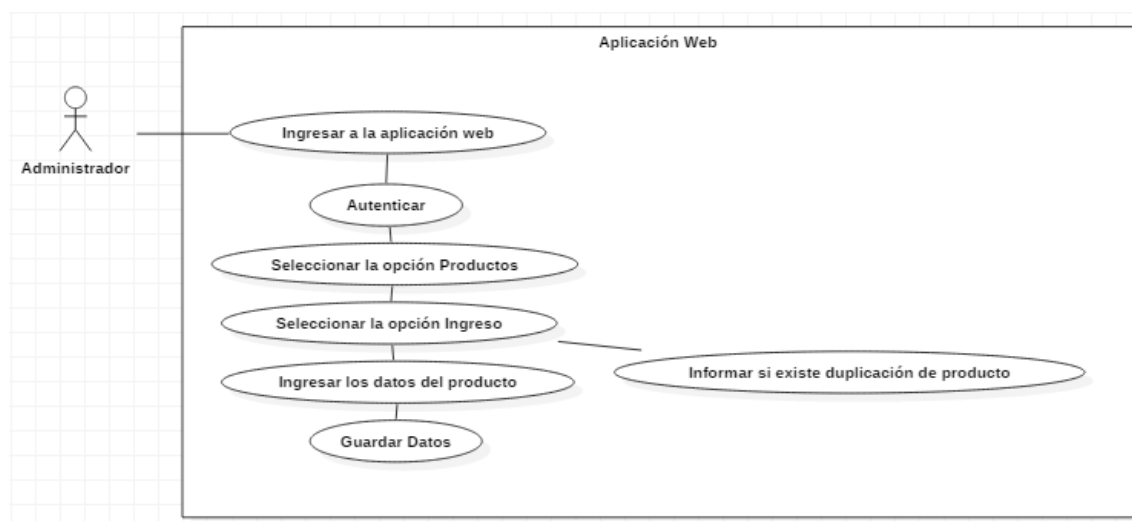 Aplicación Web
Administrador
Ingresar a la aplicación web
Autenticar
Seleccionar la opción Productos
Seleccionar la opción Ingreso
Ingresar los datos del producto
Informar si existe duplicación de producto
Guardar Datos